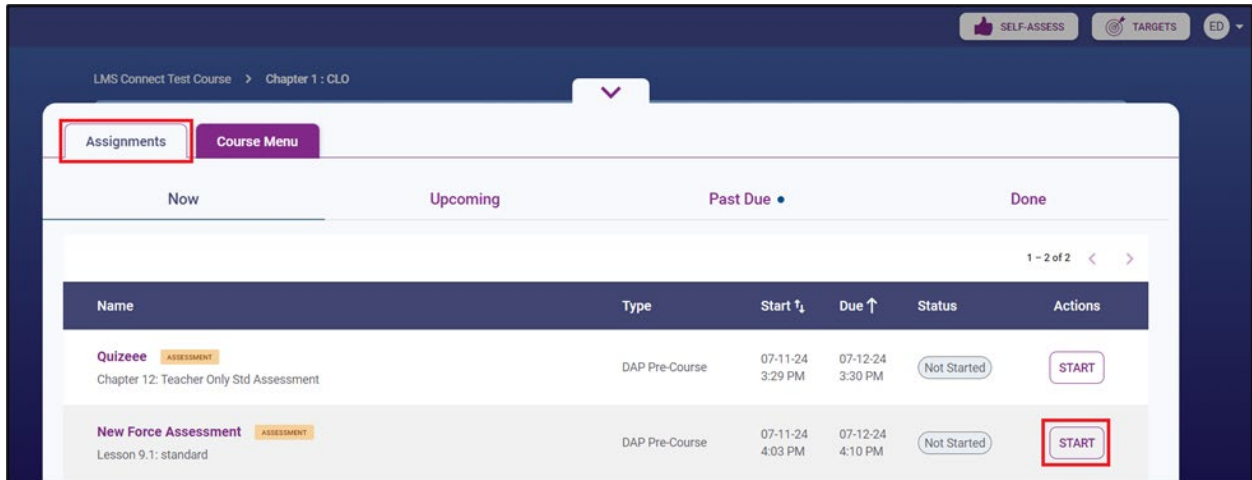 SELF-ASSESS TARGETS ED
LMS Connect Test Course > Chapter 1 : CLO
Assignments Course Menu
Now Upcoming Past Due • Done
1 – 2 of 2 < >
Name Type Start ↑↓ Due ↑ Status Actions
Quizeee ASSESSMENT
Chapter 12: Teacher Only Std Assessment
DAP Pre-Course
07-11-24 07-12-24
3:29 PM 3:30 PM
Not Started START
New Force Assessment ASSESSMENT
Lesson 9.1: standard
DAP Pre-Course
07-11-24 07-12-24
4:03 PM 4:10 PM
Not Started START